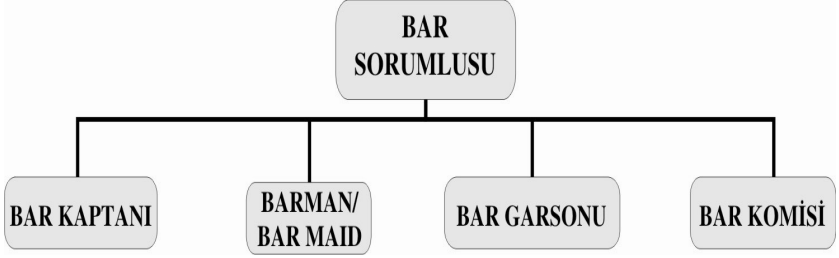 BAR
SORUMLUSU
BAR KAPTANI
BARMAN/
BAR MAID
BAR GARSONU
BAR KOMİSİ